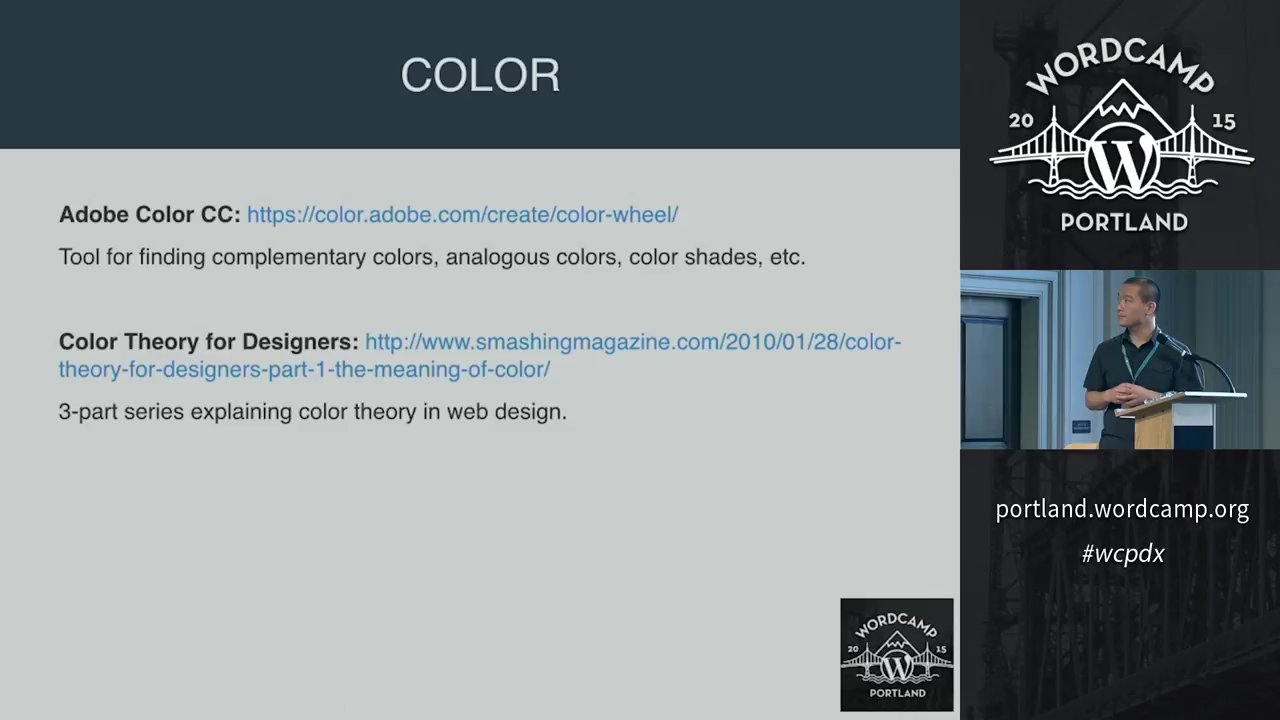 COLOR
Adobe Color CC: https://color.adobe.com/create/color-wheel/
Tool for finding complementary colors, analogous colors, color shades, etc.
Color Theory for Designers: http://www.smashingmagazine.com/2010/01/28/color-
theory-for-designers-part-1-the-meaning-of-color/
3-part series explaining color theory in web design.
WORDCAMP
20 15
PORTLAND
WORDCAMP
20 15
W
PORTLAND
portland.wordcamp.org
#wcpdx